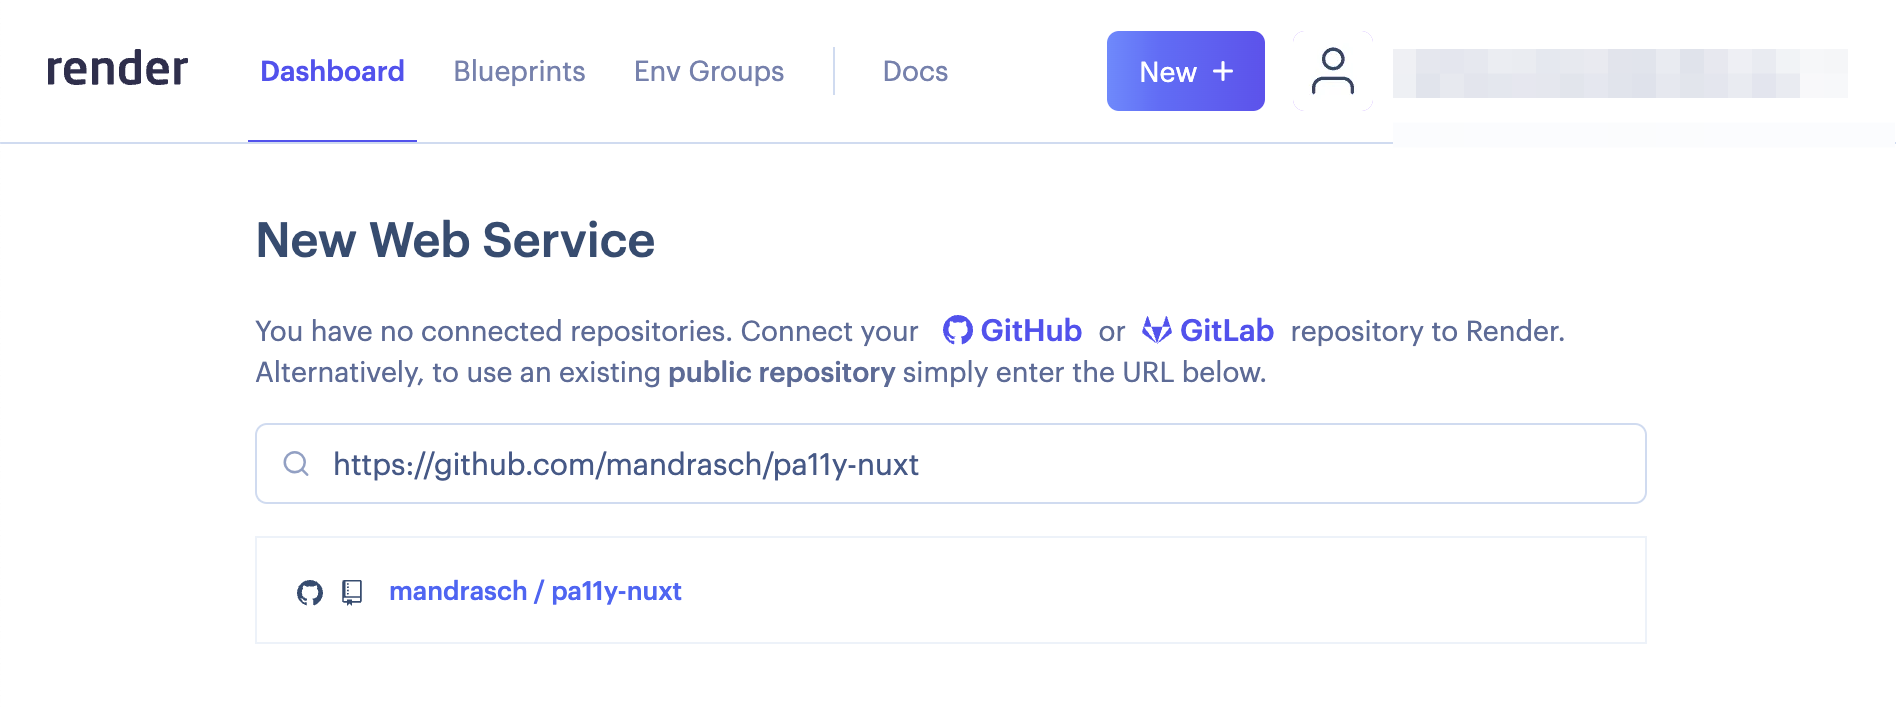 render Dashboard Blueprints Env Groups Docs New +
New Web Service
You have no connected repositories. Connect your GitHub or GitLab repository to Render.
Alternatively, to use an existing public repository simply enter the URL below.
https://github.com/mandrasch/pa11y-nuxt
mandrasch / pa11y-nuxt